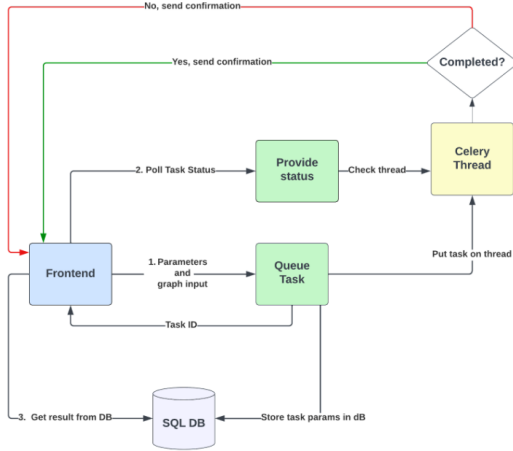 No, send confirmation
Yes, send confirmation
Completed?
2. Poll Task Status
Provide
status
Check thread
Celery
Thread
Put task on thread
Frontend
1. Parameters
and
graph input
Queue
Task
Task ID
3. Get result from DB
SQL DB
Store task params in dB